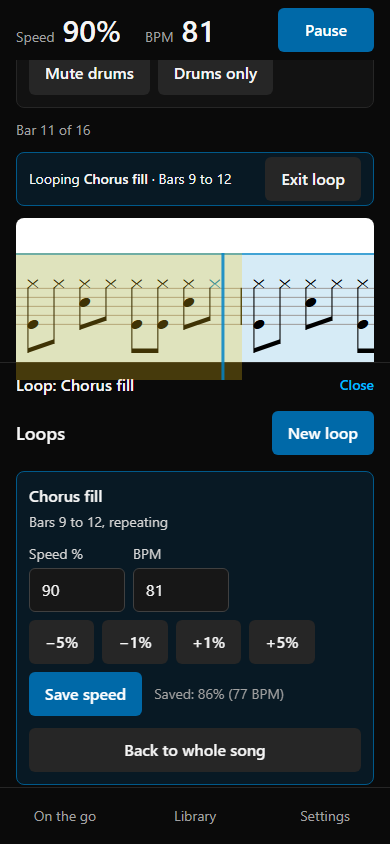 Speed 90% BPM 81 Pause
Mute drums Drums only
Bar 11 of 16
Looping Chorus fill · Bars 9 to 12 Exit loop
Loop: Chorus fill Close
Loops New loop
Chorus fill
Bars 9 to 12, repeating
Speed % BPM
90 81
−5% −1% +1% +5%
Save speed Saved: 86% (77 BPM)
Back to whole song
On the go Library Settings